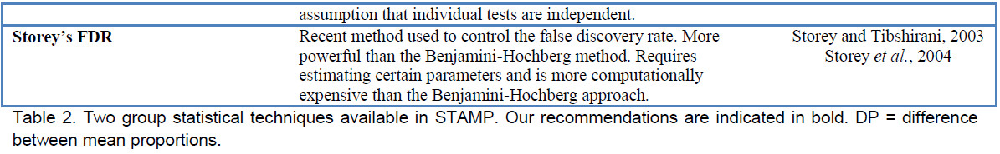 assumption that individual tests are independent.
Storey's FDR Recent method used to control the false discovery rate. More Storey and Tibshirani, 2003
powerful than the Benjamini-Hochberg method. Requires Storey et al., 2004
estimating certain parameters and is more computationally
expensive than the Benjamini-Hochberg approach.
Table 2. Two group statistical techniques available in STAMP. Our recommendations are indicated in bold. DP = difference
between mean proportions.